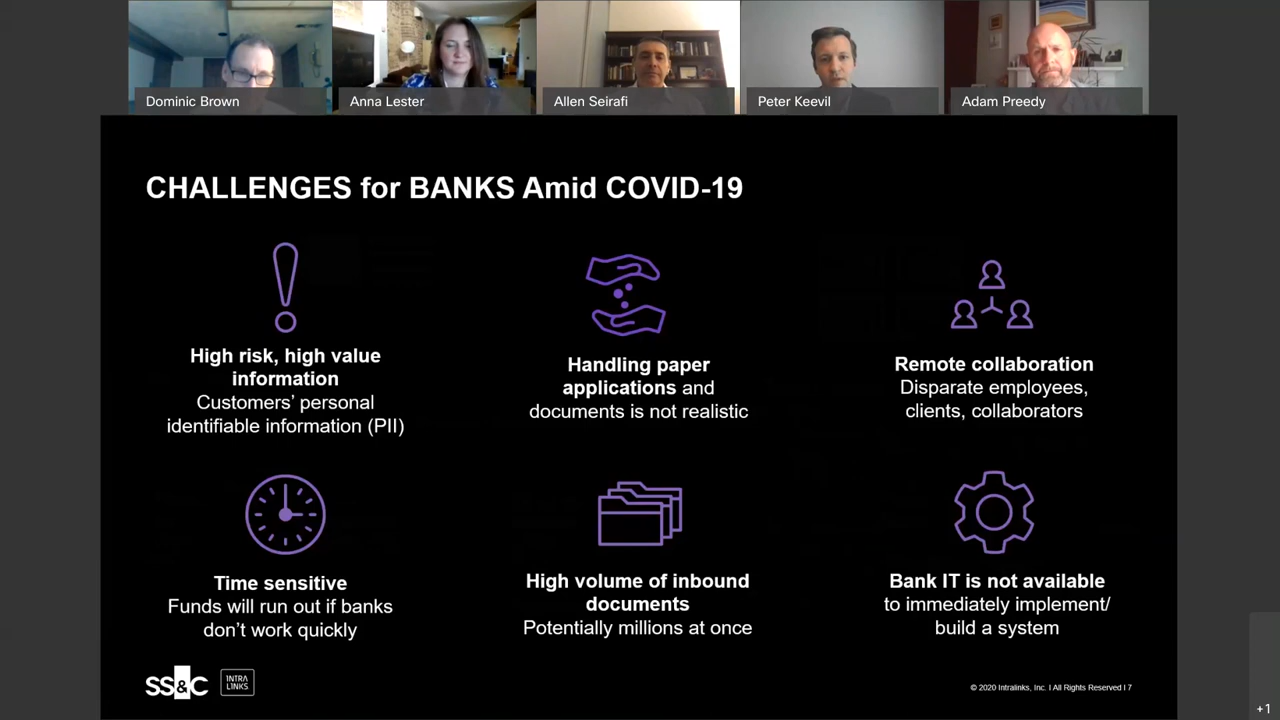 Dominic Brown
Anna Lester
Allen Seirafi
Peter Keevil
Adam Preedy
CHALLENGES for BANKS Amid COVID-19
High risk, high value
information
Customers’ personal
identifiable information (PII)
Handling paper
applications and
documents is not realistic
Remote collaboration
Disparate employees,
clients, collaborators
Time sensitive
Funds will run out if banks
don’t work quickly
High volume of inbound
documents
Potentially millions at once
Bank IT is not available
to immediately implement/
build a system
SS&C
INTRA
LINKS
© 2020 Intralinks, Inc. I All Rights Reserved I 7
+1